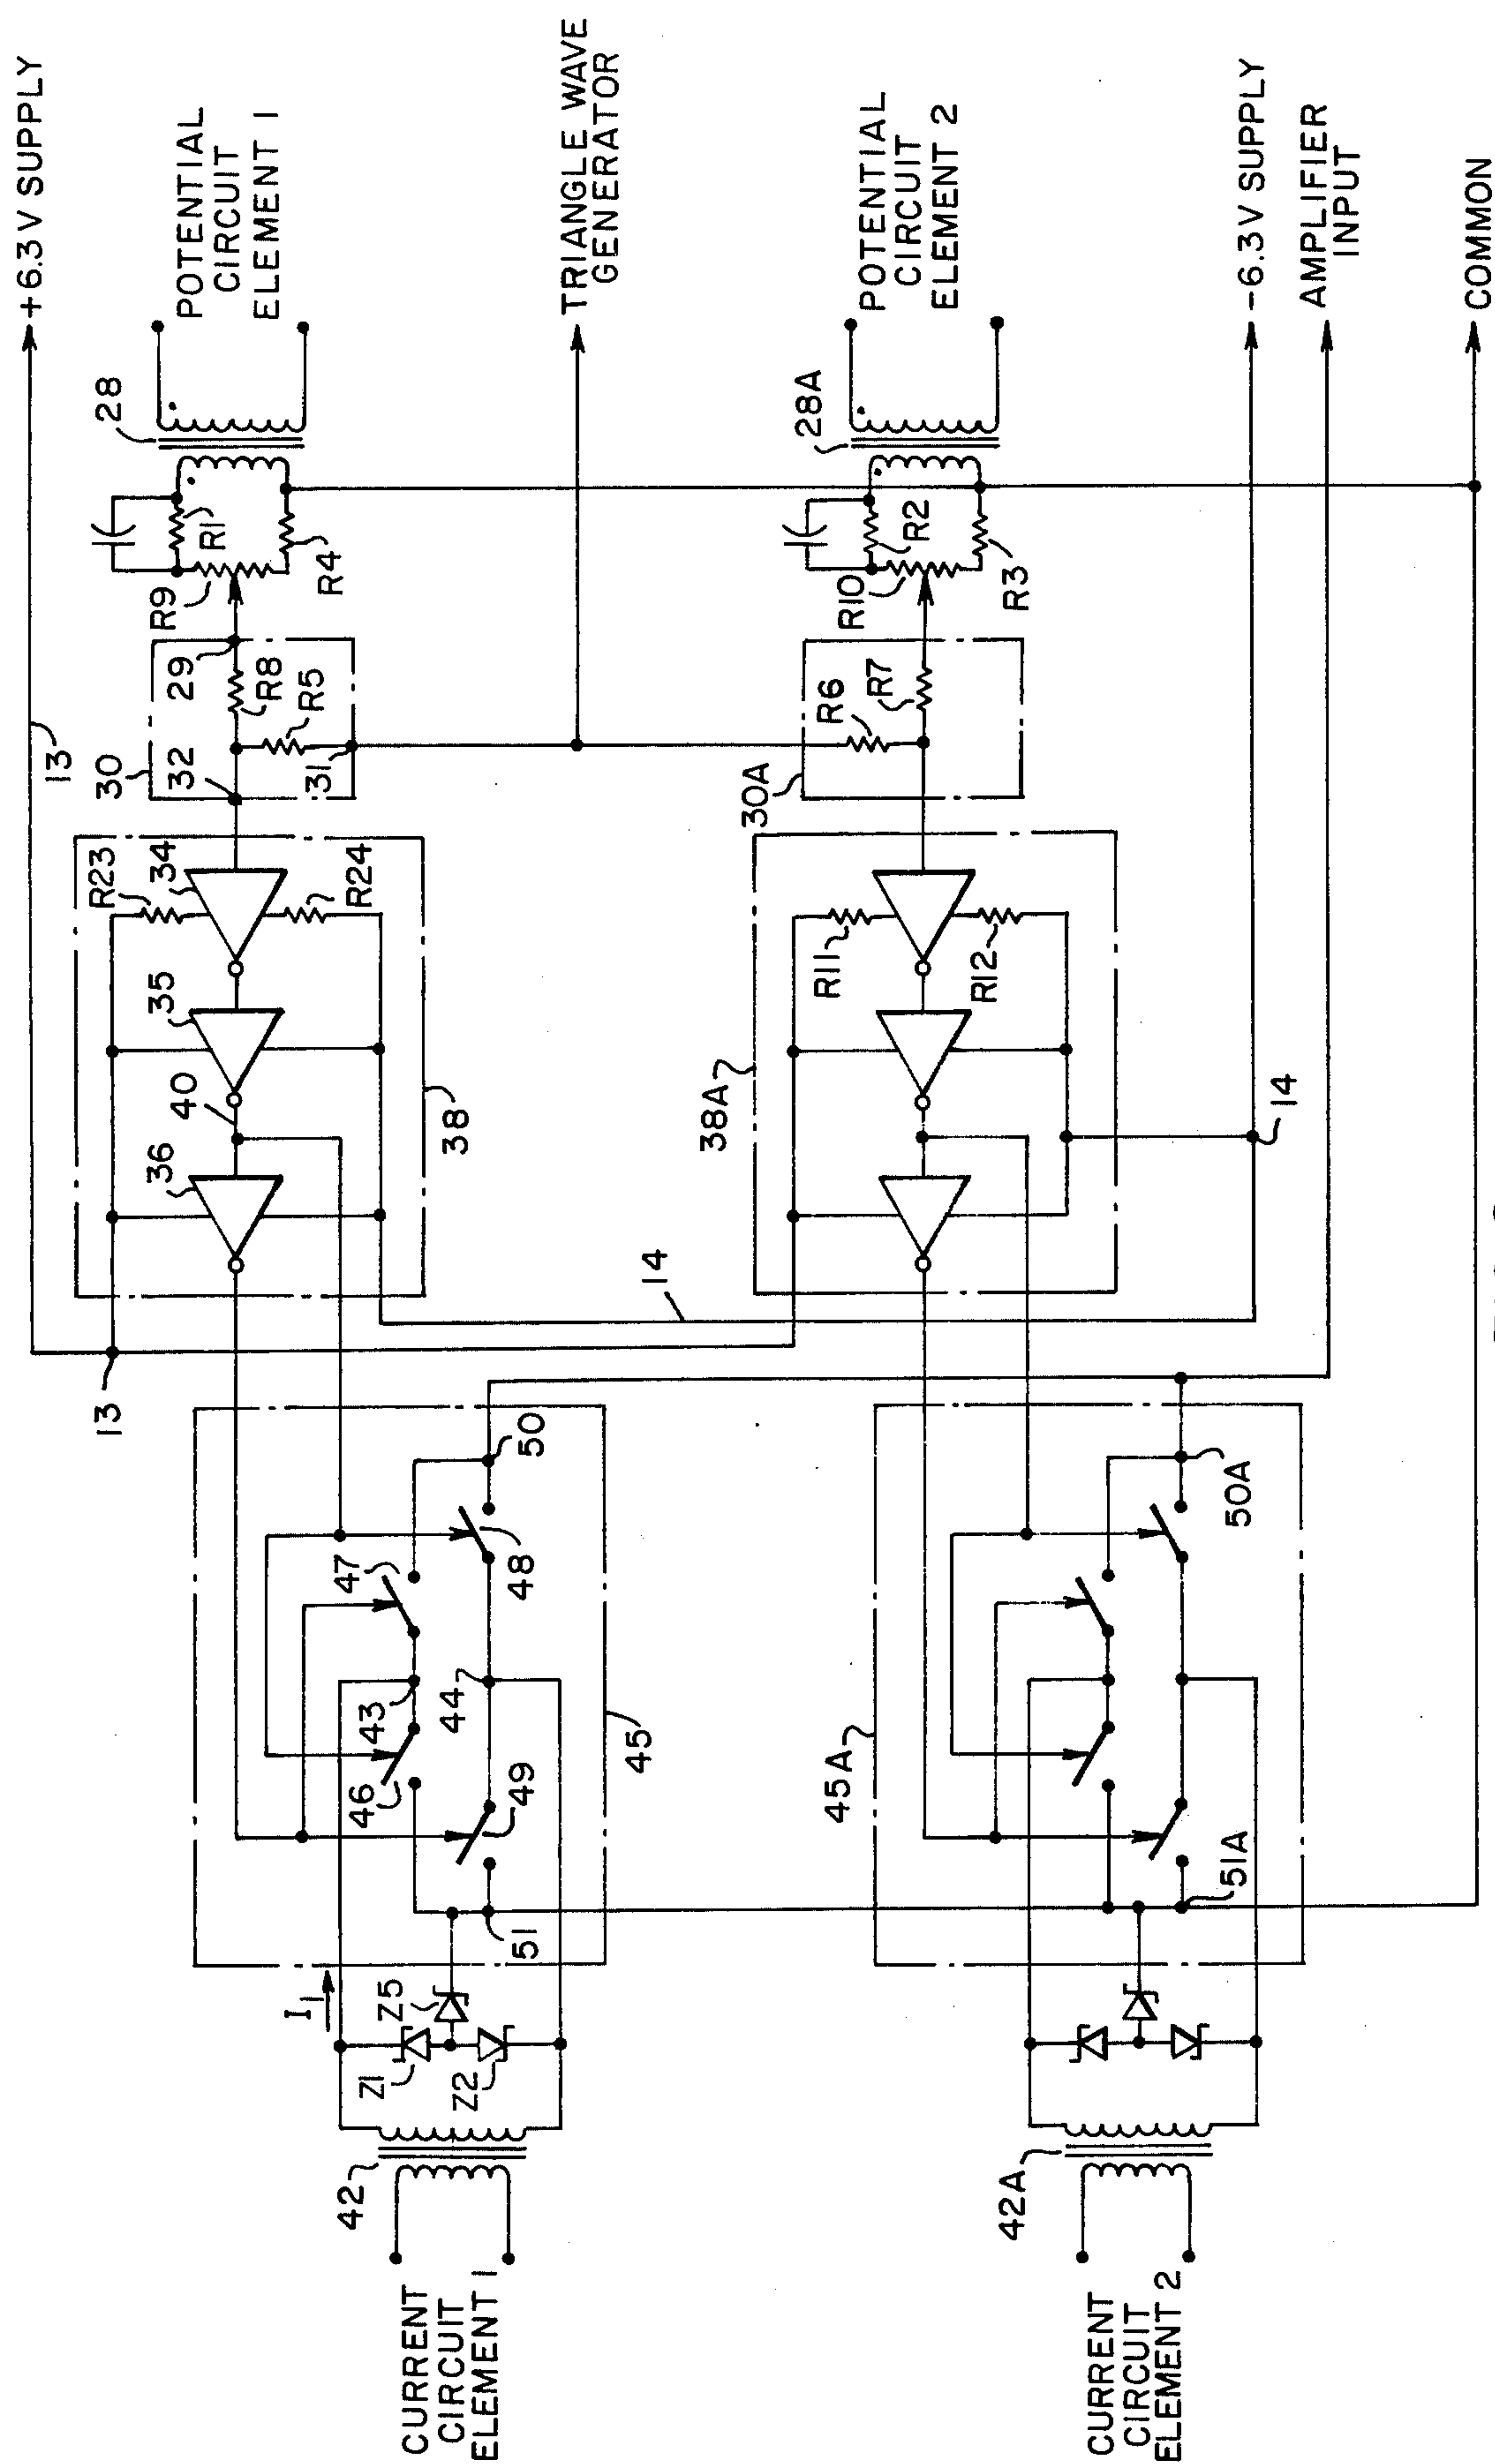 +6.3 V SUPPLY
POTENTIAL
CIRCUIT
ELEMENT 1
TRIANGLE WAVE
GENERATOR
POTENTIAL
CIRCUIT
ELEMENT 2
-6.3 V SUPPLY
AMPLIFIER
INPUT
COMMON
28
28A
R1
R4
R9
R2
R3
R10
13
30
29
R8
R5
32
31
30A
R6
R7
R23
34
R24
35
40
36
38
R11
R12
38A
14
14
13
50
47
48
43
44
46
49
45
51
50A
45A
51A
I1
Z5
Z1
Z2
42
42A
CURRENT
CIRCUIT
ELEMENT 1
CURRENT
CIRCUIT
ELEMENT 2